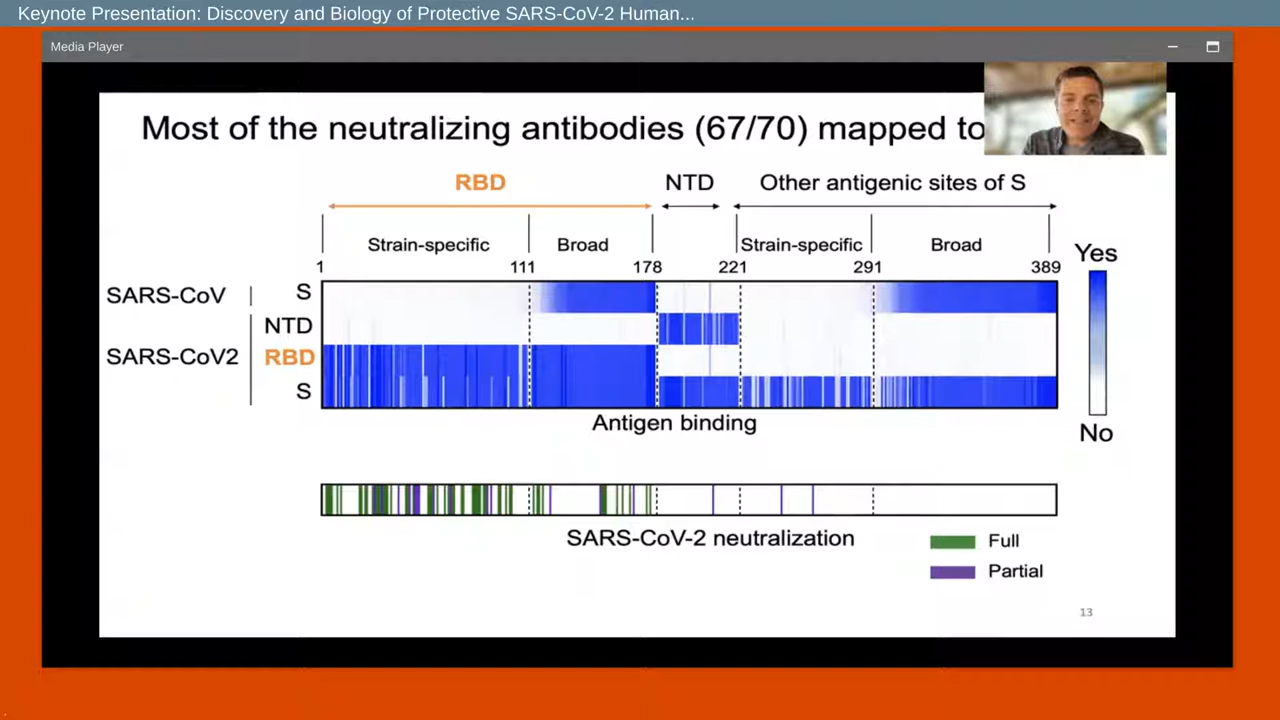 Keynote Presentation: Discovery and Biology of Protective SARS-CoV-2 Human...
Media Player
Most of the neutralizing antibodies (67/70) mapped to
RBD NTD Other antigenic sites of S
Strain-specific Broad Strain-specific Broad
1 111 178 221 291 389
Yes
SARS-CoV S
NTD
SARS-CoV2 RBD
S
No
Antigen binding
SARS-CoV-2 neutralization
Full
Partial
13